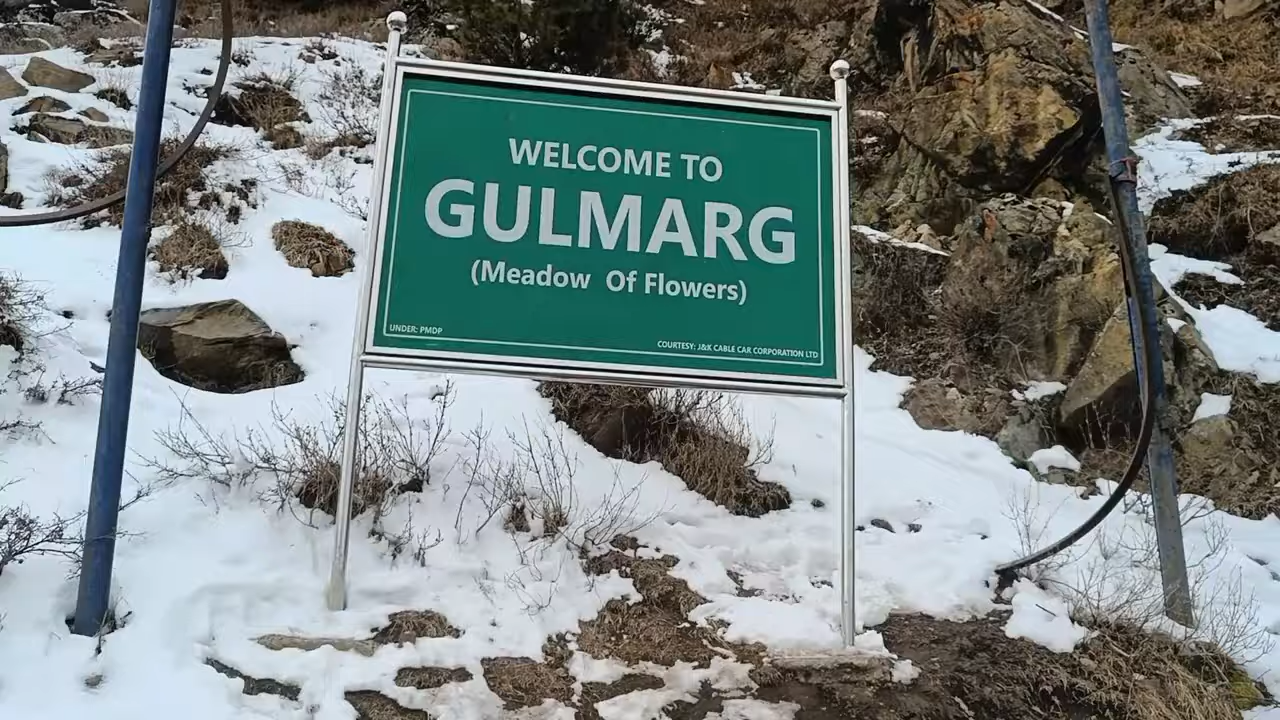 WELCOME TO
GULMARG
(Meadow Of Flowers)
UNDER: PMDP
COURTESY: J&K CABLE CAR CORPORATION LTD